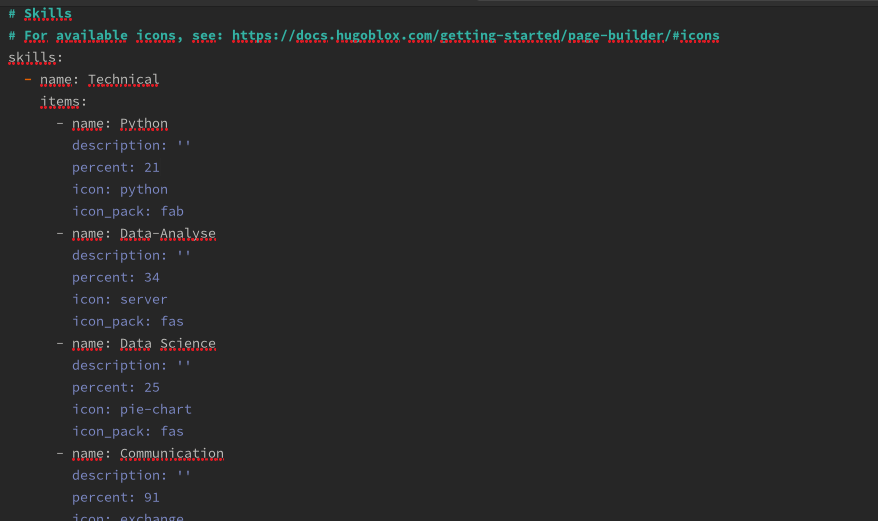 # Skills
# For available icons, see: https://docs.hugoblox.com/getting-started/page-builder/#icons
skills:
  - name: Technical
    items:
      - name: Python
        description: ''
        percent: 21
        icon: python
        icon_pack: fab
      - name: Data-Analyse
        description: ''
        percent: 34
        icon: server
        icon_pack: fas
      - name: Data Science
        description: ''
        percent: 25
        icon: pie-chart
        icon_pack: fas
      - name: Communication
        description: ''
        percent: 91
        icon: exchange